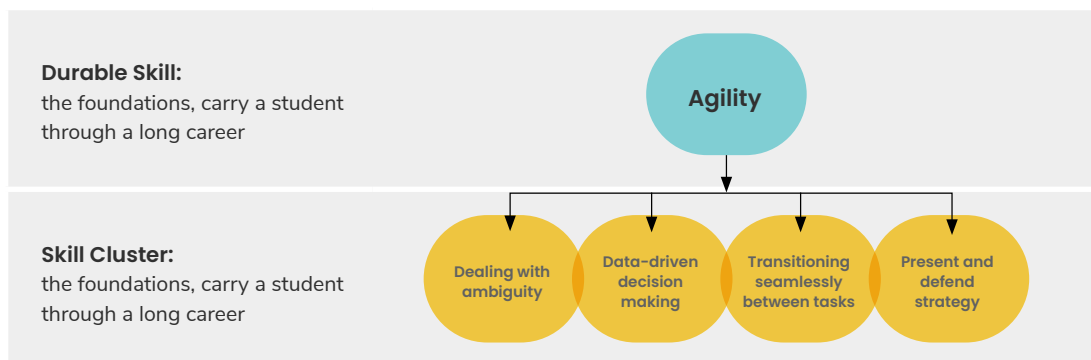 Durable Skill:
the foundations, carry a student
through a long career
Agility
Skill Cluster:
the foundations, carry a student
through a long career
Dealing with
ambiguity
Data-driven
decision
making
Transitioning
seamlessly
between tasks
Present and
defend
strategy